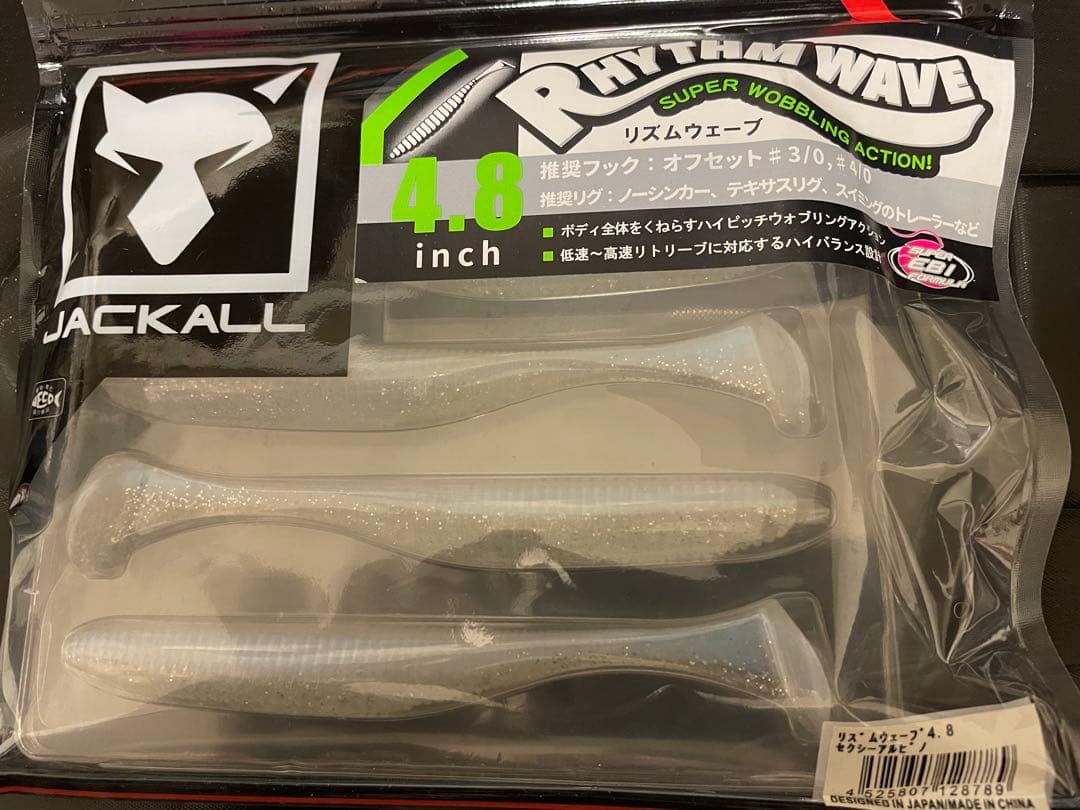 JACKALL
RHYTHM WAVE
SUPER WOBBLING ACTION!
リズムウェーブ
4.8
inch
推奨フック：オフセット♯3/0,♯4/0
推奨リグ：ノーシンカー、テキサスリグ、スイミングのトレーラーなど
■ボディ全体をくねらすハイピッチウォブリングアクション
■低速〜高速リトリーブに対応するハイバランス設計
SUPER
EBI
FORMULA
リズムウェーブ4.8
セクシーアルビノ
4 525807 128789
DESIGNED IN JAPAN/MADE IN CHINA